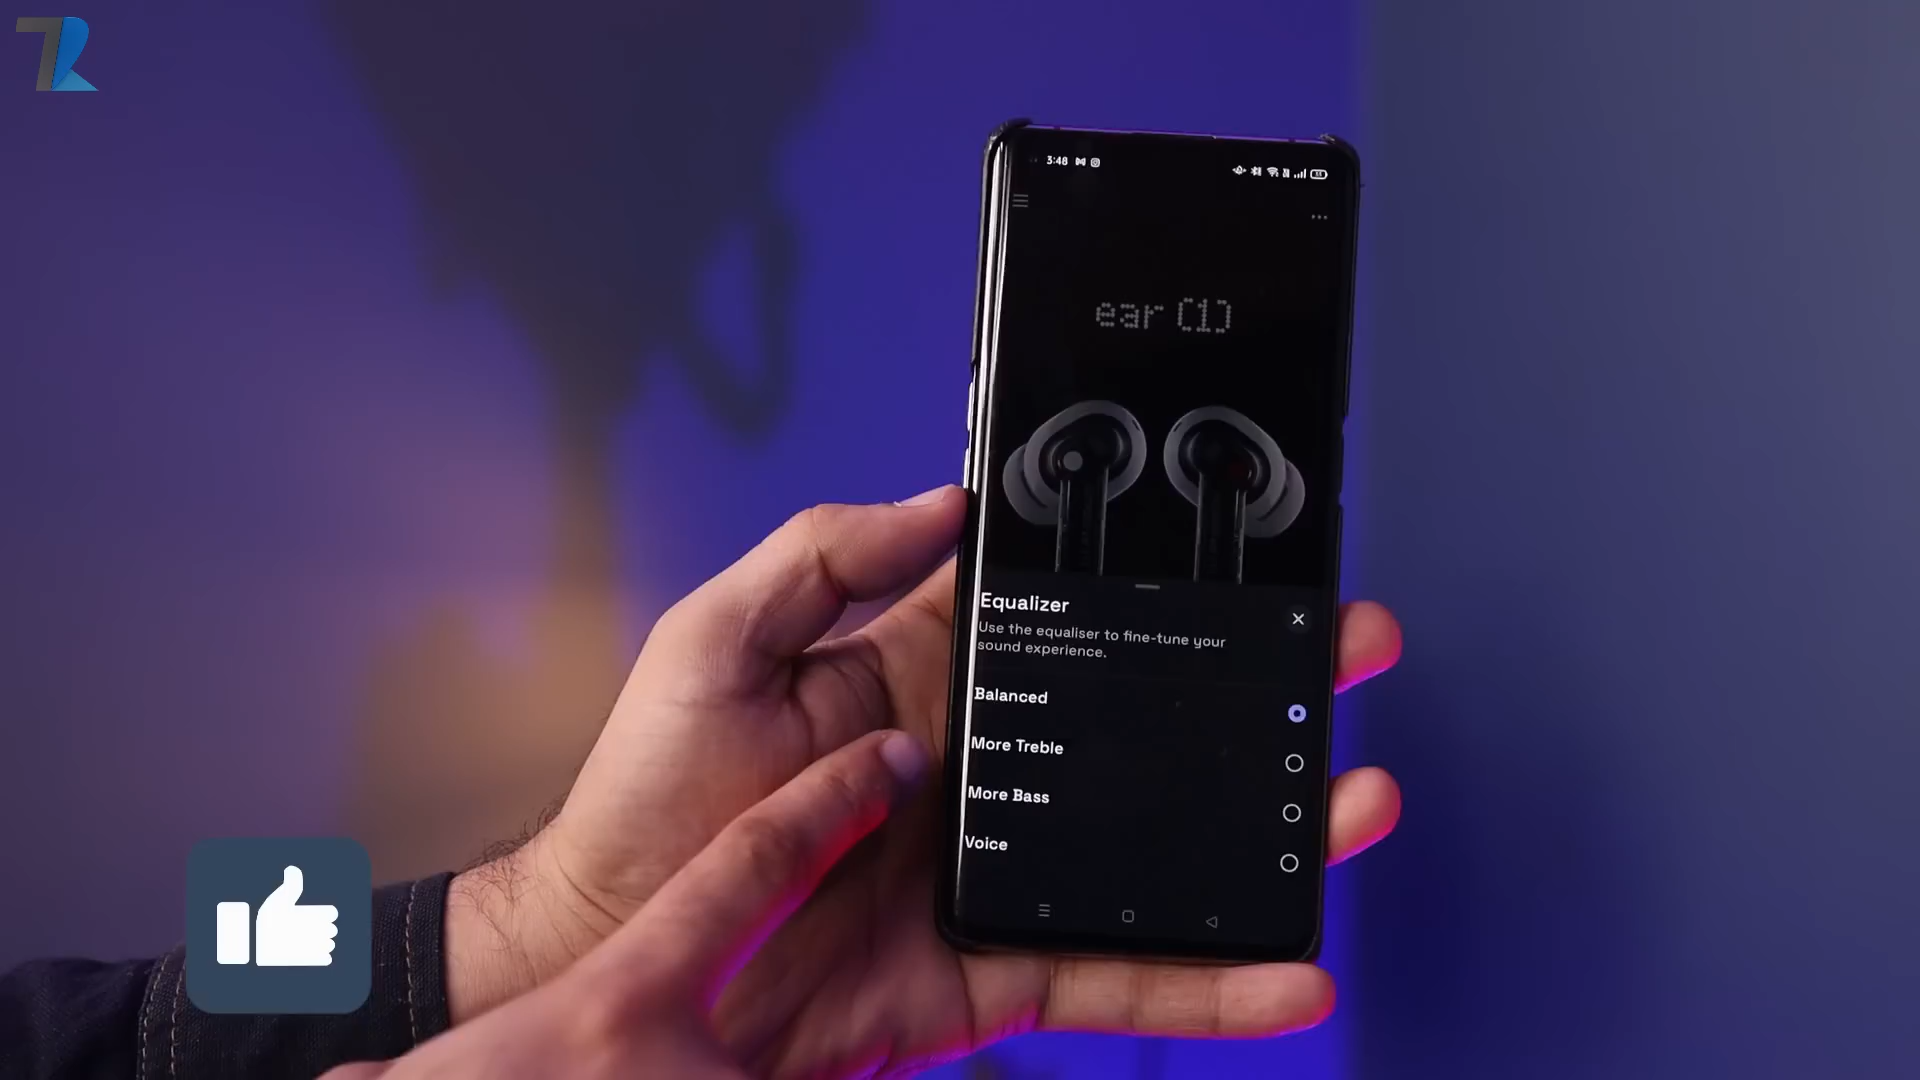 TR
3:48
ear (1)
Equalizer
Use the equaliser to fine-tune your
sound experience.
Balanced
More Treble
More Bass
Voice